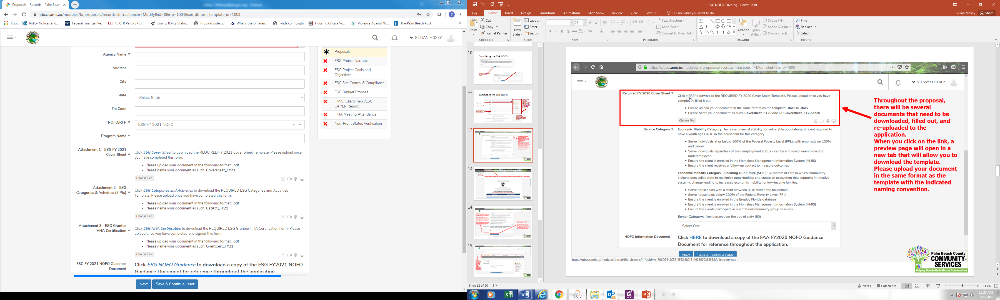 Proposals - Records - Palm Beac
pbcc.samis.io/modules/fx_proposals/records.cfm?actionxm=Modify&id=0&rfp=1004&xm_dbform_template_id=1003
Apps
Policy Notices and...
Federal Financial Re...
45 CFR Part 75 - U...
Grants Policy Statm...
ffrquickguide.pdf
What's the Differen...
lynda.com LogIn
Housing Choice Vo...
Violence Against W...
The Palm Beach Post
GILLIAN MOXEY
Agency Name *
Address
City
State
Select State
Zip Code
NOFO/RFP *
ESG FY 2021 NOFO
Program Name *
Attachment 1 - ESG FY 2021
Cover Sheet *
Click ESG Cover Sheet to download the REQUIRED FY 2021 Cover Sheet Template. Please upload once
you have completed this form.
• Please upload your document in the following format: .pdf
• Please name your document as such: Coversheet_FY21
Choose File
Attachment 2 - ESG
Categories & Activities (5 Pts) *
Click ESG Categories and Activities to download the REQUIRED ESG Categories and Activities
Template. Please upload once you have completed this form.
• Please upload your document in the following format: .pdf
• Please name your document as such: CatAct_FY21
Choose File
Attachment 3 - ESG Grantee
HHA Certification *
Click ESG HHA Certification to download the REQUIRED ESG Grantee HHA Certification Form. Please
upload once you have completed and signed this form.
• Please upload your document in the following format: .pdf
• Please name your document as such: GrantCert_FY21
Choose File
ESG FY 2021 NOFO Guidance
Document
Click ESG NOFO Guidance to download a copy of the ESG FY2021 NOFO
Guidance Document for reference throughout the application
Next
Save & Continue Later
Proposals
ESG Project Narrative
ESG Project Goals and
Objectives
ESG Site Control & Compliance
ESG Budget Proposal
HMIS (ClientTrack)/ESG
CAPER Report
HHA Meeting Attendance
Non-Profit Status Verification
ESG NOFO Training - PowerPoint
File
Home
Insert
Design
Transitions
Animations
Slide Show
Review
View
Foxit PDF
Tell me what you want to do...
Gillian Moxey
Share
Paste
Cut
Copy
Format Painter
Clipboard
New
Slide
Layout
Reset
Section
Slides
28
Font
Text Direction
Align Text
Convert to SmartArt
Paragraph
Arrange
Quick
Styles
Shape Fill
Shape Outline
Shape Effects
Drawing
Find
Replace
Select
Editing
10
Completing the ESG NOFO
11
Completing the ESG NOFO
12
13
14
15
https://pbcc.samis.io/modules/fx_proposals/records.cfm?actionxm=Modify&id=0&rfp=1000
STESSY COCEREZ
Required FY 2020 Cover Sheet *
Click HERE to download the REQUIRED FY 2020 Cover Sheet Template. Please upload once you have
filled it out.
• Please upload your document in the same format as the template: .doc OR .docx
• Please name your document as such: Coversheet_FY20.doc OR Coversheet_FY20.docx
Choose File
Service Category *
Economic Stability Category: Increase financial stability for vulnerable populations; it is not required to
have a youth ages 0-18 in the household for this category.
• Serve individuals at or below 100% of the Federal Poverty Level (FPL); with emphasis on 100%
and below
• Serve individuals regardless of their employment status - can be employed, unemployed or
underemployed
• Ensure the client is enrolled in the Homeless Management Information System (HMIS)
• Ensure the client receives a follow-up contact to measure outcomes
Economic Mobility Category - Securing Our Future (SOFI): A system of care in which community
stakeholders collaborate to maximize opportunities and create an ecosystem that supports innovative
systemic change leading to increased economic mobility for low-income families.
• Serve households with a child between 0-18 within the household
• Serve households below 200% of the Federal Poverty Level (FPL)
• Ensure the client is enrolled in the Employ Florida database
• Ensure the client is enrolled in the Homeless Management Information System (HMIS)
• Ensure the clients participate in orientation/community group sessions
Senior Category: Any person over the age of sixty (60)
Select One
NOFO Information Document
Click HERE to download a copy of the FAA FY2020 NOFO Guidance
Document for reference throughout the application.
Next
Save & Continue Later
https://pbcc.samis.io/modules/portal/file_viewer.cfm?uuid=A1706D75-3C56-4F32-BC1B-492E070389F3&fullscreen=true
Throughout the proposal,
there will be several
documents that need to be
downloaded, filled out, and
re-uploaded to the
application.
When you click on the link, a
preview page will open in a
new tab that will allow you to
download the template.
Please upload your document
in the same format as the
template with the indicated
naming convention.
Palm Beach County
COMMUNITY
SERVICES
Helping People Build Better Communities
Slide 12 of 20
Notes
Comments
115%
10:35 AM
3/20/2020